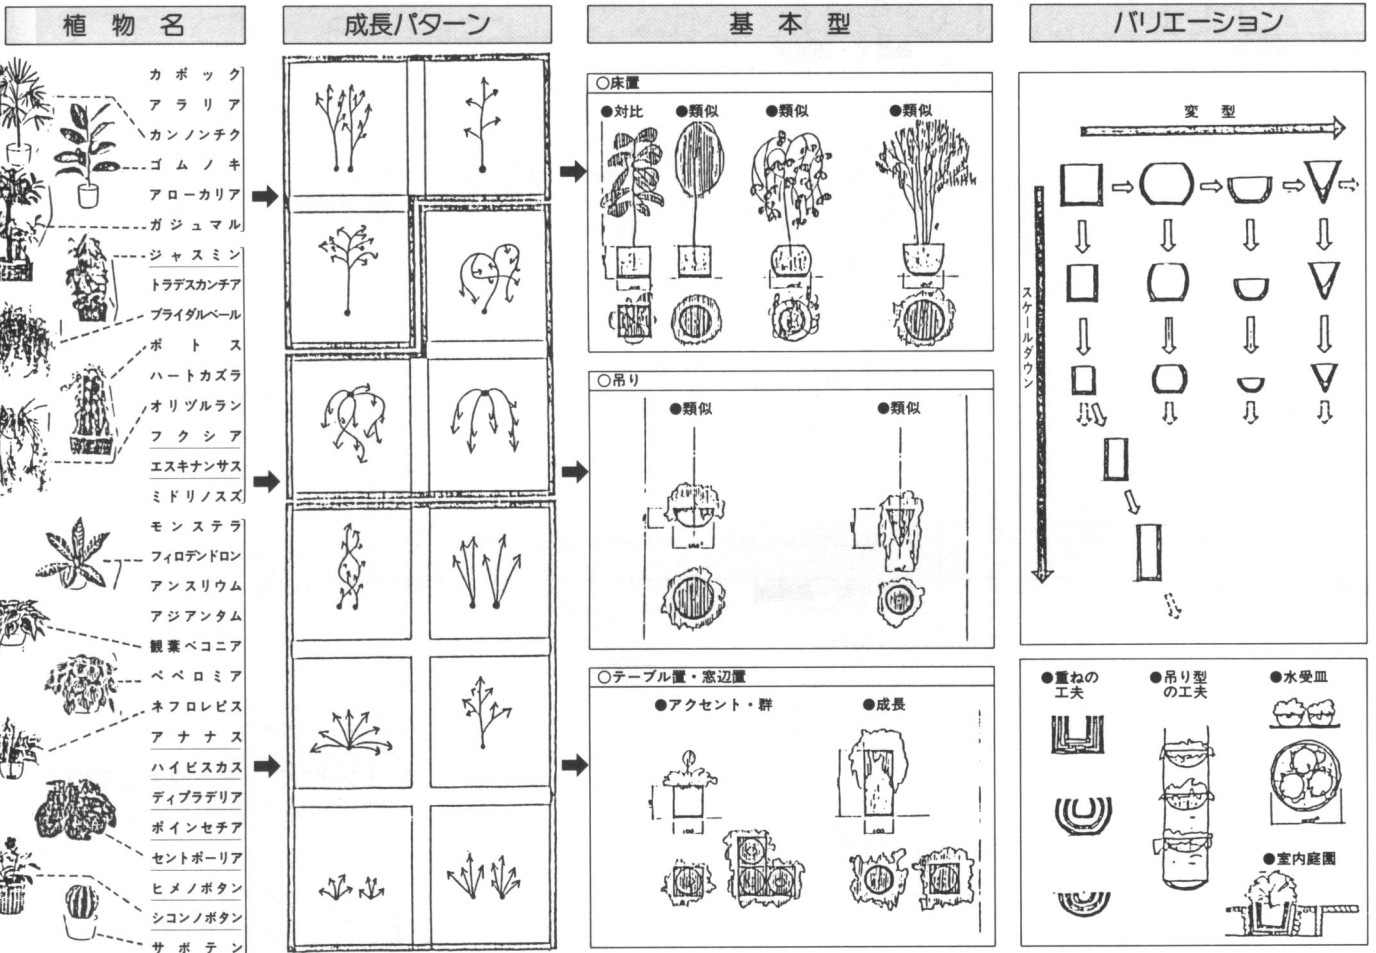 植物名
成長パターン
基本型
バリエーション
カポック
アラリア
カンノンチク
ゴムノキ
アローカリア
ガジュマル
ジャスミン
トラデスカンチア
ブライダルベール
ポトス
ハートカズラ
オリヅルラン
フクシア
エスキナンサス
ミドリノスズ
モンステラ
フィロデンドロン
アンスリウム
アジアンタム
観葉ベコニア
ペペロミア
ネフロレピス
アナナス
ハイビスカス
ディプラデリア
ポインセチア
セントポーリア
ヒメノボタン
シコンノボタン
サボテン
○床置
●対比
●類似
●類似
●類似
○吊り
●類似
●類似
○テーブル置・窓辺置
●アクセント・群
●成長
変型
スケールダウン
●重ねの
工夫
●吊り型
の工夫
●水受皿
●室内庭園